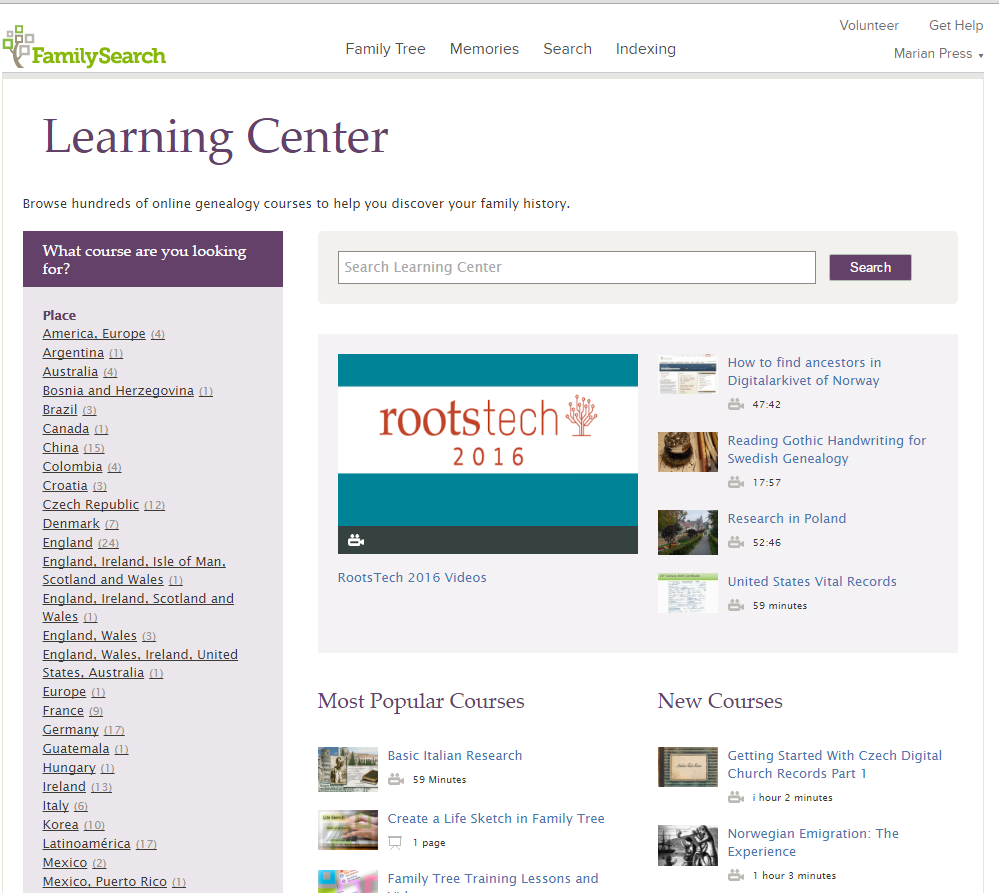 Volunteer Get Help
FamilySearch
Family Tree Memories Search Indexing
Marian Press
Learning Center
Browse hundreds of online genealogy courses to help you discover your family history.
What course are you looking
for?
Place
America, Europe (4)
Argentina (1)
Australia (4)
Bosnia and Herzegovina (1)
Brazil (3)
Canada (1)
China (15)
Colombia (4)
Croatia (3)
Czech Republic (12)
Denmark (7)
England (24)
England, Ireland, Isle of Man,
Scotland and Wales (1)
England, Ireland, Scotland and
Wales (1)
England, Wales (3)
England, Wales, Ireland, United
States, Australia (1)
Europe (1)
France (9)
Germany (17)
Guatemala (1)
Hungary (1)
Ireland (13)
Italy (6)
Korea (10)
Latinoamérica (17)
Mexico (2)
Mexico, Puerto Rico (1)
Search Learning Center
Search
rootstech
2016
RootsTech 2016 Videos
How to find ancestors in
Digitalarkivet of Norway
47:42
Reading Gothic Handwriting for
Swedish Genealogy
17:57
Research in Poland
52:46
United States Vital Records
59 minutes
Most Popular Courses
Basic Italian Research
59 Minutes
Life Sketch
Create a Life Sketch in Family Tree
1 page
Family Tree Training Lessons and
New Courses
Getting Started With Czech Digital
Church Records Part 1
i hour 2 minutes
Norwegian Emigration: The
Experience
1 hour 3 minutes